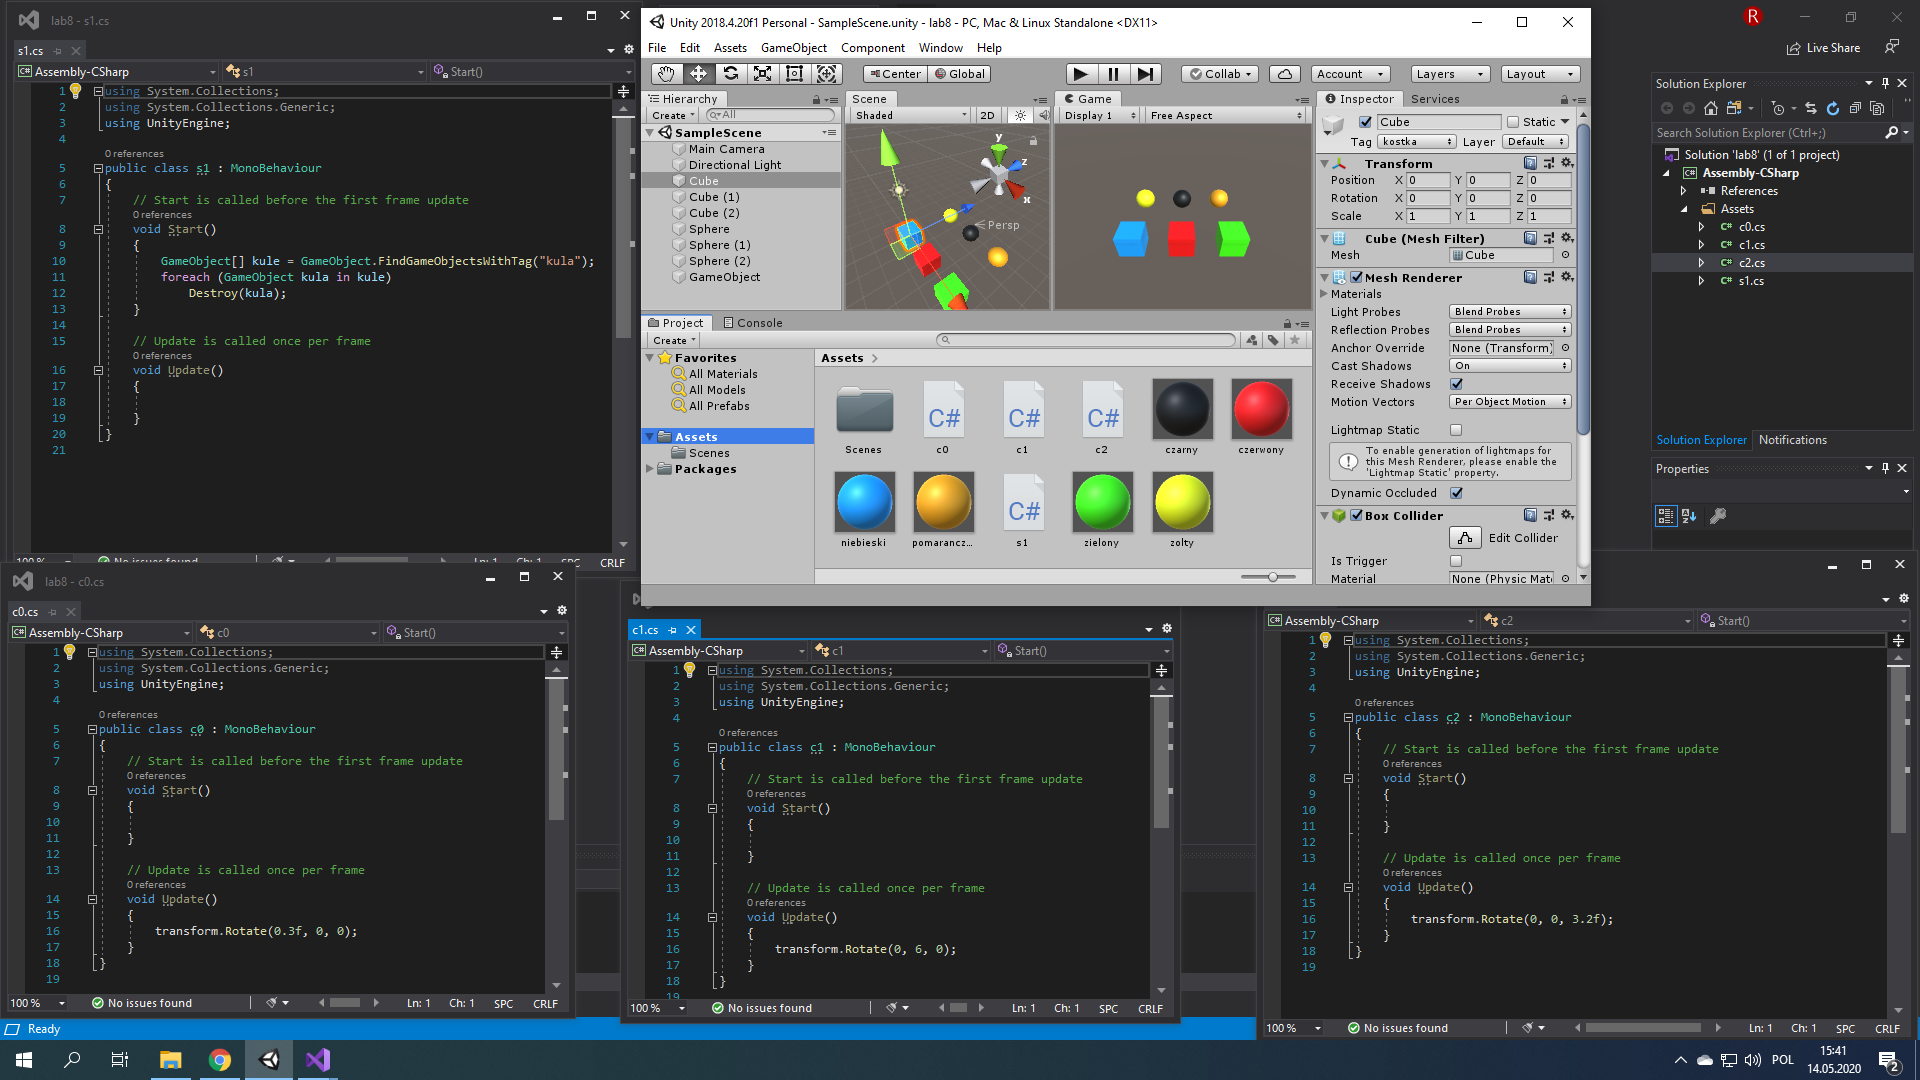 lab8 - s1.cs
s1.cs
Assembly-CSharp
s1
Start()
1 using System.Collections;
2 using System.Collections.Generic;
3 using UnityEngine;
4
0 references
5 public class s1 : MonoBehaviour
6 {
7 // Start is called before the first frame update
0 references
8 void Start()
9 {
10 GameObject[] kule = GameObject.FindGameObjectsWithTag("kula");
11 foreach (GameObject kula in kule)
12 Destroy(kula);
13 }
14
15 // Update is called once per frame
0 references
16 void Update()
17 {
18
19 }
20 }
21
100 % No issues found Ln: 1 Ch: 1 SPC CRLF
Unity 2018.4.20f1 Personal - SampleScene.unity - lab8 - PC, Mac & Linux Standalone <DX11>
File Edit Assets GameObject Component Window Help
Center Global Collab Account Layers Layout
Hierarchy
Create All
SampleScene
Main Camera
Directional Light
Cube
Cube (1)
Cube (2)
Sphere
Sphere (1)
Sphere (2)
GameObject
Scene
Shaded 2D
y
z
x
Persp
Game
Display 1 Free Aspect
Project Console
Create
Favorites
All Materials
All Models
All Prefabs
Assets
Scenes
Packages
Assets
Scenes c0 c1 c2 czarny czerwony
niebieski pomarancz... s1 zielony zolty
Inspector Services
Cube Static
Tag kostka Layer Default
Transform
Position X 0 Y 0 Z 0
Rotation X 0 Y 0 Z 0
Scale X 1 Y 1 Z 1
Cube (Mesh Filter)
Mesh Cube
Mesh Renderer
Materials
Light Probes Blend Probes
Reflection Probes Blend Probes
Anchor Override None (Transform)
Cast Shadows On
Receive Shadows
Motion Vectors Per Object Motion
Lightmap Static
To enable generation of lightmaps for
this Mesh Renderer, please enable the
'Lightmap Static' property.
Dynamic Occluded
Box Collider
Edit Collider
Is Trigger
Material None (Physic Mate
R
Live Share
Solution Explorer
Search Solution Explorer (Ctrl+;)
Solution 'lab8' (1 of 1 project)
Assembly-CSharp
References
Assets
c0.cs
c1.cs
c2.cs
s1.cs
Solution Explorer Notifications
Properties
lab8 - c0.cs
c0.cs
Assembly-CSharp
c0
Start()
1 using System.Collections;
2 using System.Collections.Generic;
3 using UnityEngine;
4
0 references
5 public class c0 : MonoBehaviour
6 {
7 // Start is called before the first frame update
0 references
8 void Start()
9 {
10
11 }
12
13 // Update is called once per frame
0 references
14 void Update()
15 {
16 transform.Rotate(0.3f, 0, 0);
17 }
18 }
19
100 % No issues found Ln: 1 Ch: 1 SPC CRLF
c1.cs
Assembly-CSharp
c1
Start()
1 using System.Collections;
2 using System.Collections.Generic;
3 using UnityEngine;
4
0 references
5 public class c1 : MonoBehaviour
6 {
7 // Start is called before the first frame update
0 references
8 void Start()
9 {
10
11 }
12
13 // Update is called once per frame
0 references
14 void Update()
15 {
16 transform.Rotate(0, 6, 0);
17 }
18 }
19
100 % No issues found Ln: 1 Ch: 1 SPC CRLF
Assembly-CSharp
c2
Start()
1 using System.Collections;
2 using System.Collections.Generic;
3 using UnityEngine;
4
0 references
5 public class c2 : MonoBehaviour
6 {
7 // Start is called before the first frame update
0 references
8 void Start()
9 {
10
11 }
12
13 // Update is called once per frame
0 references
14 void Update()
15 {
16 transform.Rotate(0, 0, 3.2f);
17 }
18 }
19
100 % No issues found Ln: 1 Ch: 1 SPC CRLF
Ready
POL
15:41
14.05.2020
2